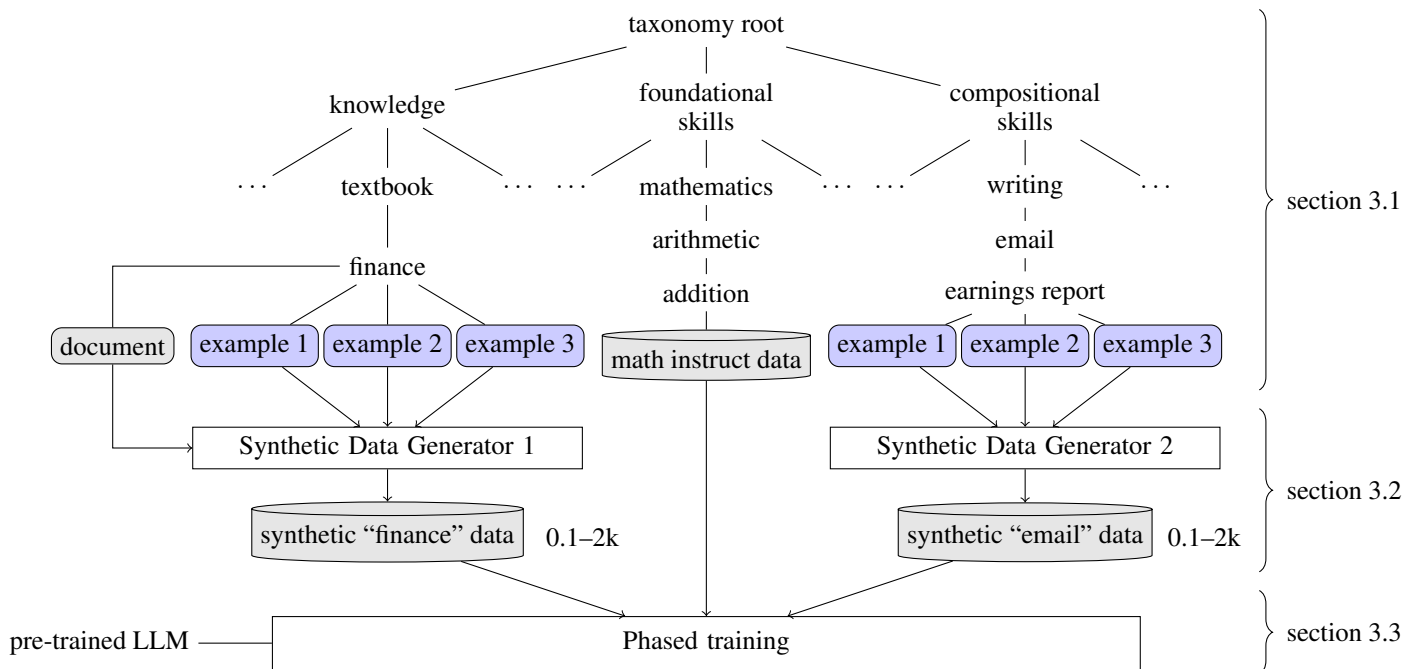 taxonomy root
knowledge
foundational
skills
compositional
skills
... textbook ... ... mathematics ... ... writing ...
section 3.1
arithmetic
email
finance
addition
earnings report
document
example 1
example 2
example 3
math instruct data
example 1
example 2
example 3
Synthetic Data Generator 1
Synthetic Data Generator 2
section 3.2
synthetic “finance” data
0.1–2k
synthetic “email” data
0.1–2k
pre-trained LLM
Phased training
section 3.3